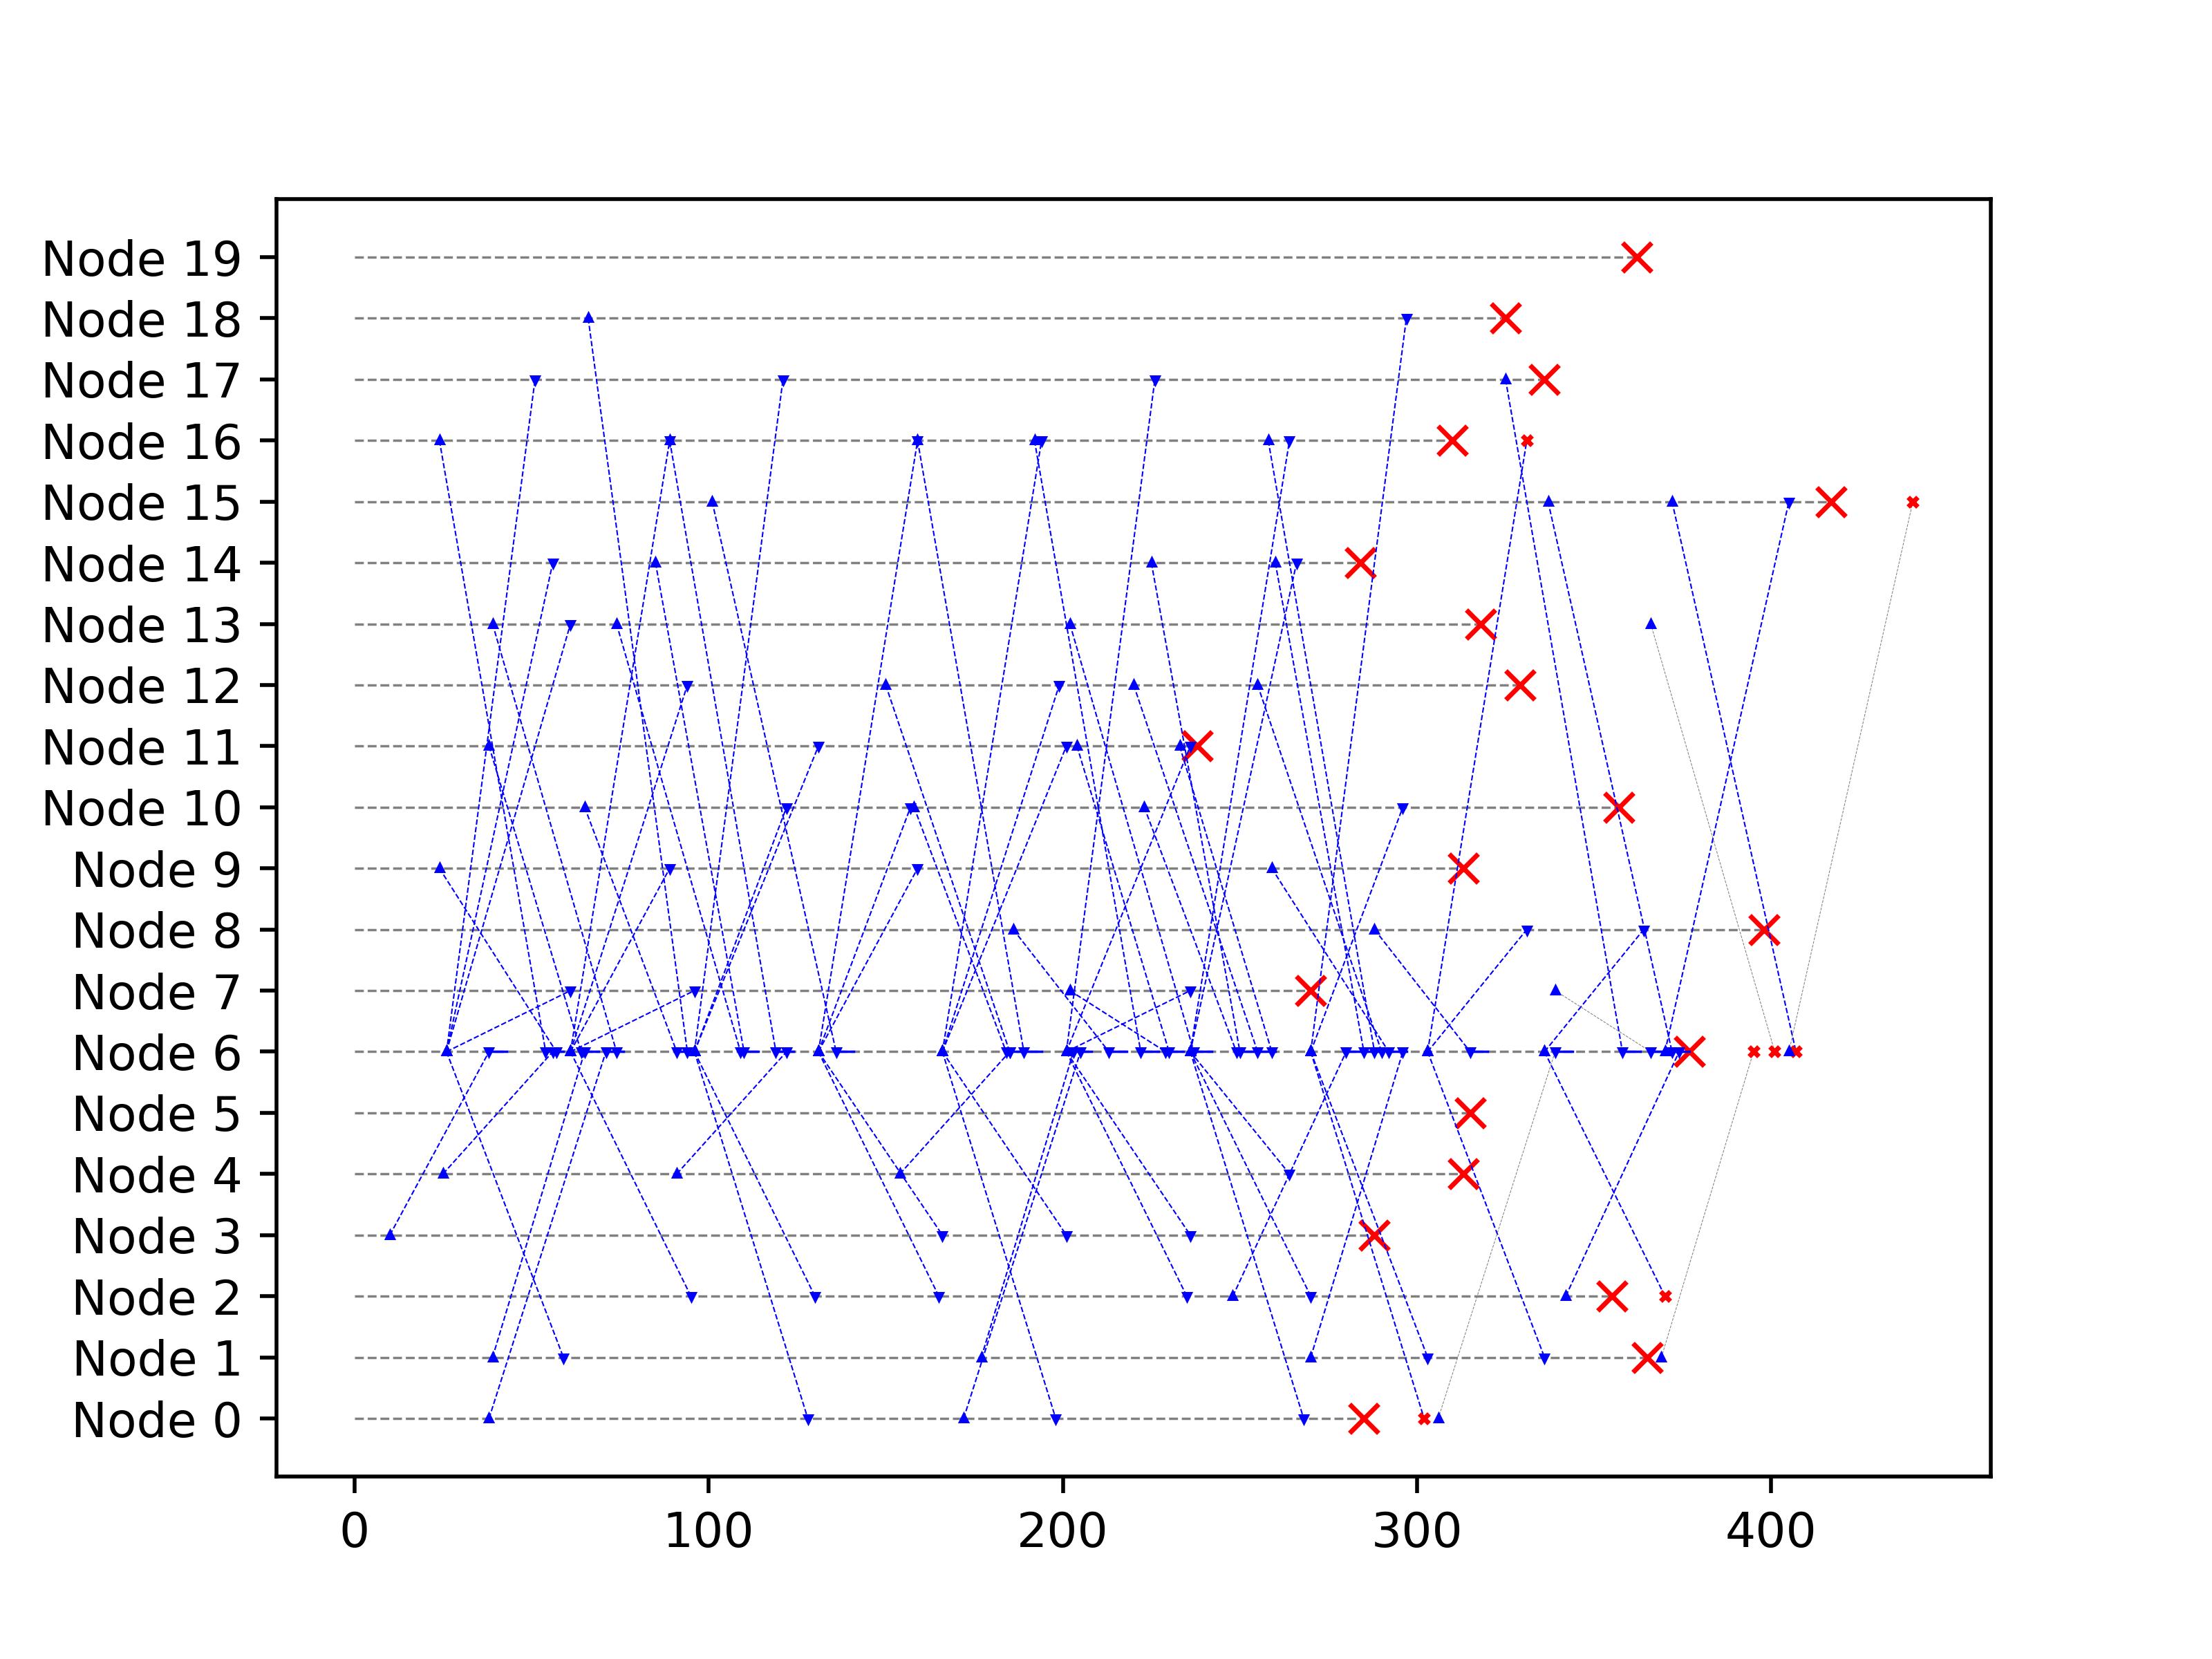 Node 19
Node 18
Node 17
Node 16
Node 15
Node 14
Node 13
Node 12
Node 11
Node 10
Node 9
Node 8
Node 7
Node 6
Node 5
Node 4
Node 3
Node 2
Node 1
Node 0
0 100 200 300 400